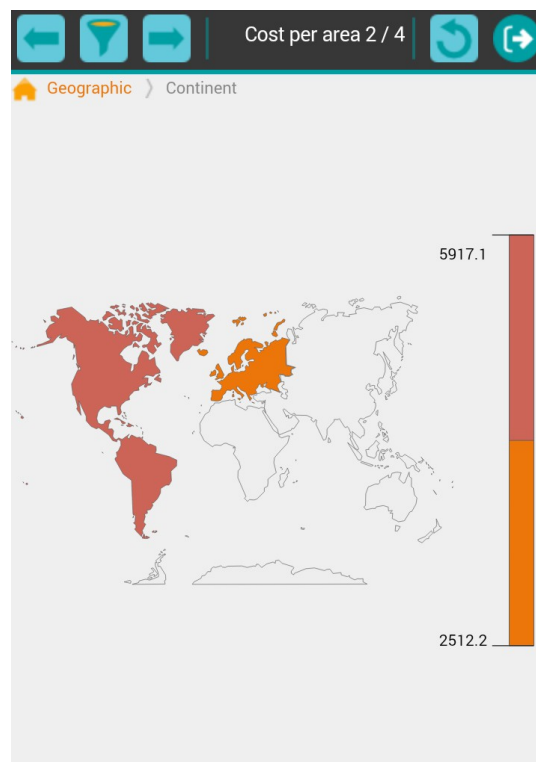 Cost per area 2 / 4
Geographic
Continent
5917.1
2512.2